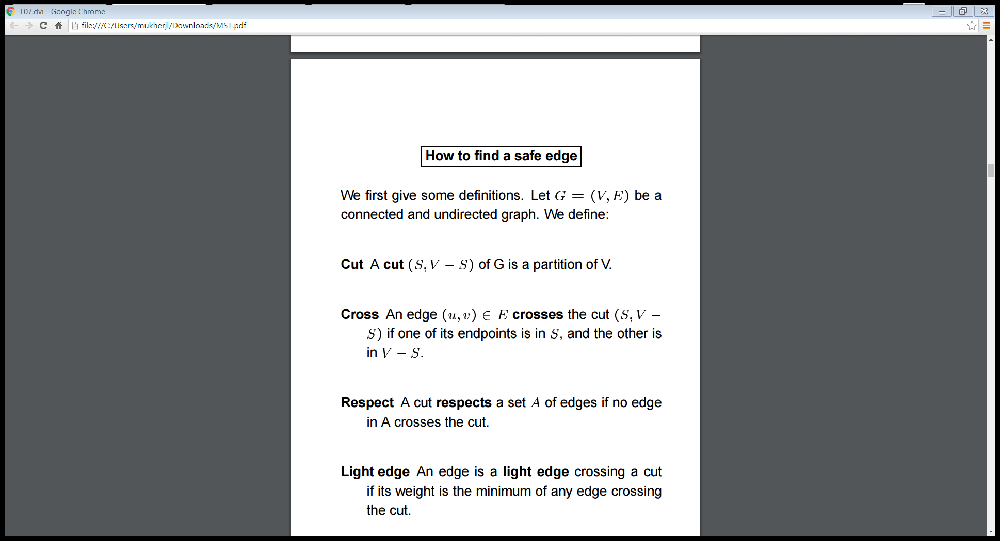 L07.dvi - Google Chrome
file:///C:/Users/mukherjl/Downloads/MST.pdf
How to find a safe edge
We first give some definitions. Let G = (V, E) be a
connected and undirected graph. We define:
Cut A cut (S, V − S) of G is a partition of V.
Cross An edge (u, v) ∈ E crosses the cut (S, V −
S) if one of its endpoints is in S, and the other is
in V − S.
Respect A cut respects a set A of edges if no edge
in A crosses the cut.
Light edge An edge is a light edge crossing a cut
if its weight is the minimum of any edge crossing
the cut.